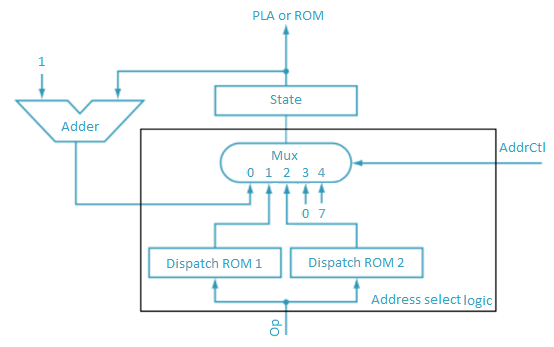 PLA or ROM
1
State
Adder
AddrCtl
Mux
0 1 2 3 4
0 7
Dispatch ROM 1
Dispatch ROM 2
Address select logic
Op